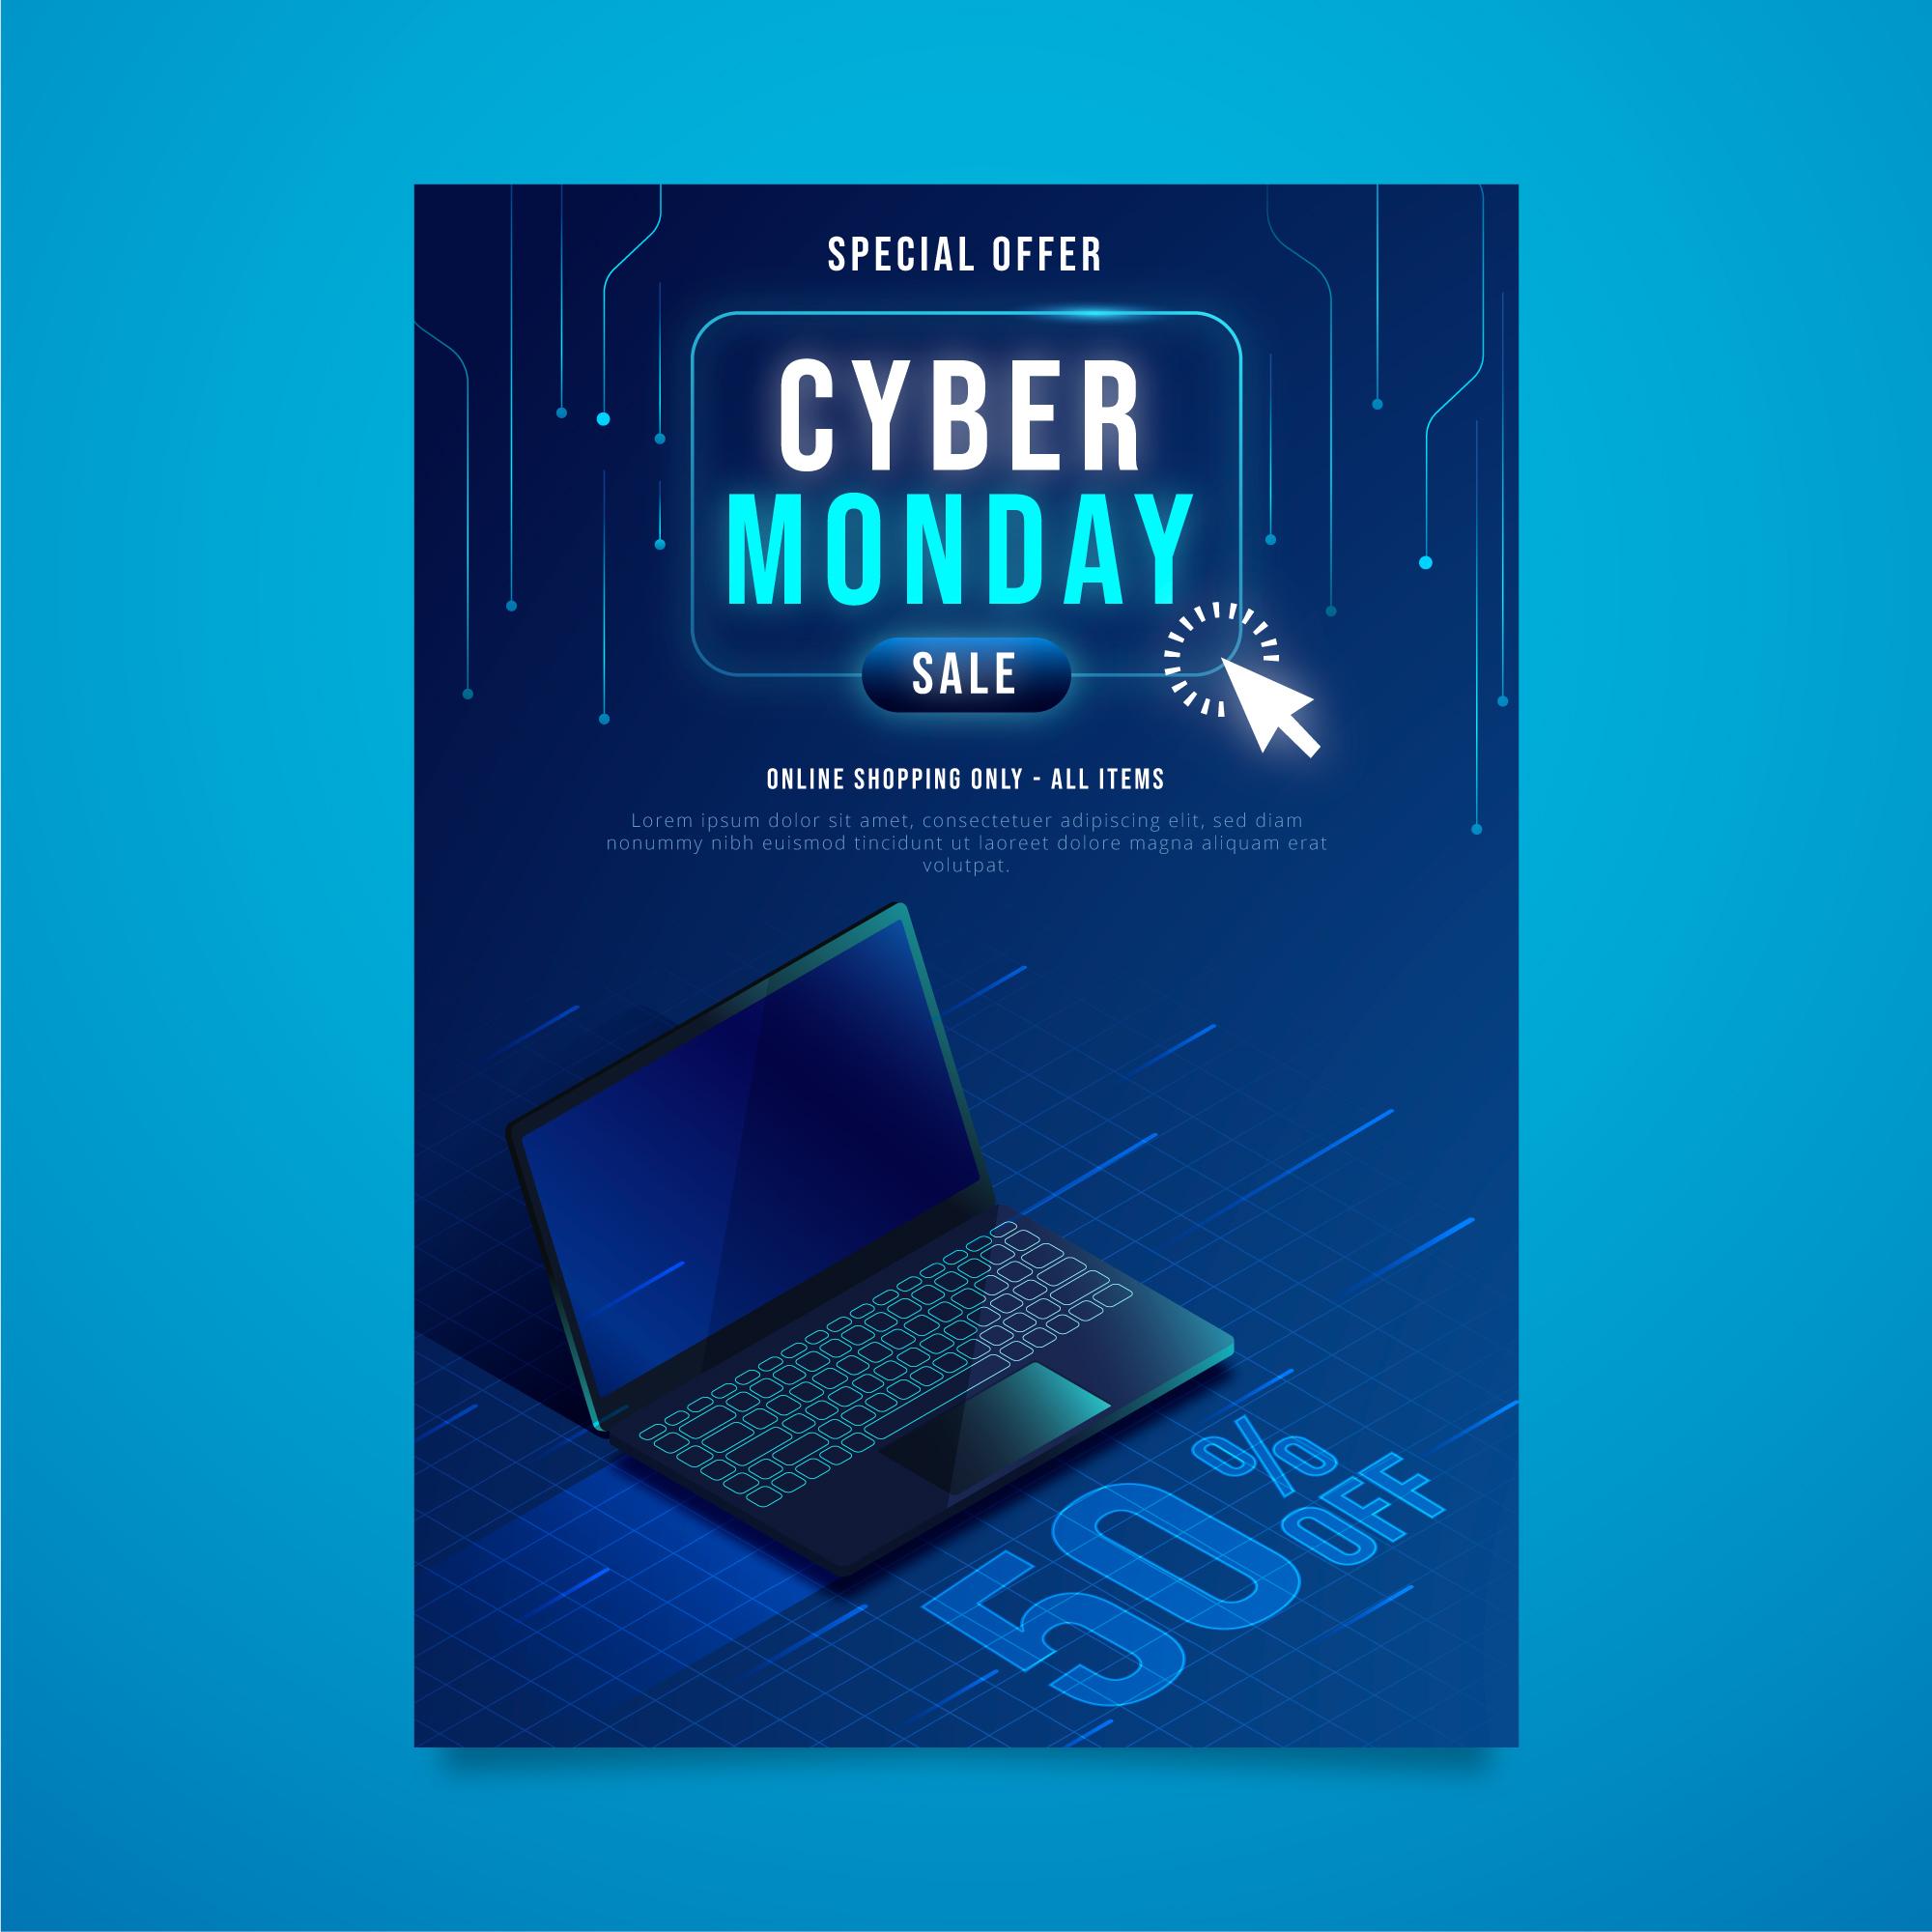 SPECIAL OFFER
CYBER
MONDAY
SALE
ONLINE SHOPPING ONLY - ALL ITEMS
Lorem ipsum dolor sit amet, consectetuer adipiscing elit, sed diam
nonummy nibh euismod tincidunt ut laoreet dolore magna aliquam erat
volutpat.
50%
OFF